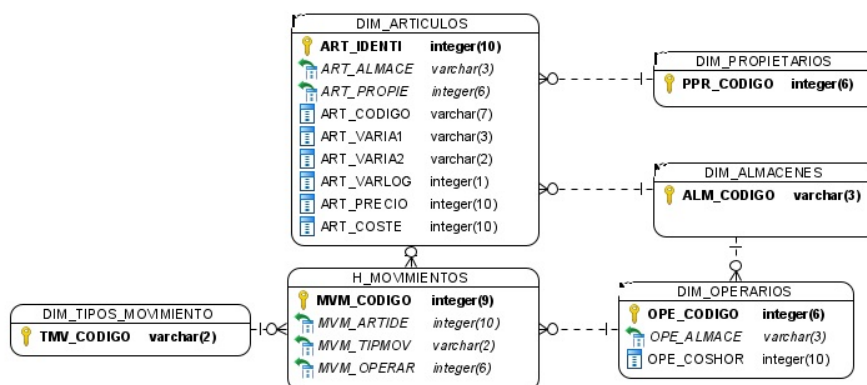 DIM_ARTICULOS
ART_IDENTI integer(10)
ART_ALMACE varchar(3)
ART_PROPIE integer(6)
ART_CODIGO varchar(7)
ART_VARIA1 varchar(3)
ART_VARIA2 varchar(2)
ART_VARLOG integer(1)
ART_PRECIO integer(10)
ART_COSTE integer(10)
DIM_PROPIETARIOS
PPR_CODIGO integer(6)
DIM_ALMACENES
ALM_CODIGO varchar(3)
H_MOVIMIENTOS
MVM_CODIGO integer(9)
MVM_ARTIDE integer(10)
MVM_TIPMOV varchar(2)
MVM_OPERAR integer(6)
DIM_TIPOS_MOVIMIENTO
TMV_CODIGO varchar(2)
DIM_OPERARIOS
OPE_CODIGO integer(6)
OPE_ALMACE varchar(3)
OPE_COSHOR integer(10)